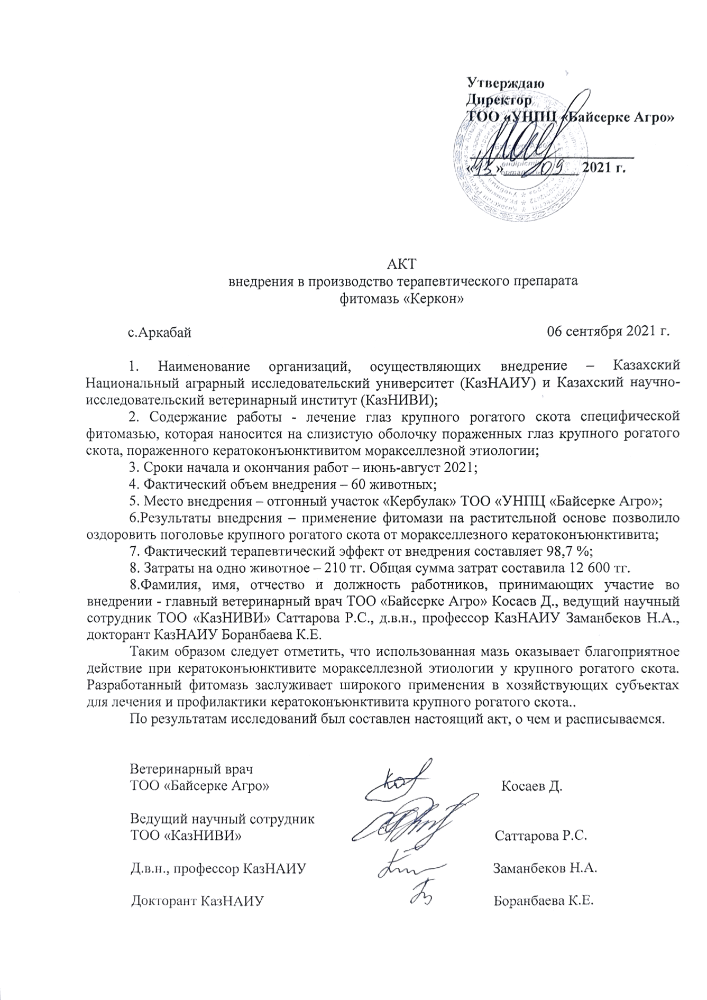 Утверждаю
Директор
ТОО «УНПЦ «Байсерке Агро»
«13» 09 2021 г.
АКТ
внедрения в производство терапевтического препарата
фитомазь «Керкон»
с.Аркабай 06 сентября 2021 г.
1. Наименование организаций, осуществляющих внедрение – Казахский
Национальный аграрный исследовательский университет (КазНАИУ) и Казахский научно-
исследовательский ветеринарный институт (КазНИВИ);
2. Содержание работы - лечение глаз крупного рогатого скота специфической
фитомазью, которая наносится на слизистую оболочку пораженных глаз крупного рогатого
скота, пораженного кератоконъюнктивитом моракселлезной этиологии;
3. Сроки начала и окончания работ – июнь-август 2021;
4. Фактический объем внедрения – 60 животных;
5. Место внедрения – отгонный участок «Кербулак» ТОО «УНПЦ «Байсерке Агро»;
6.Результаты внедрения – применение фитомази на растительной основе позволило
оздоровить поголовье крупного рогатого скота от моракселлезного кератоконъюнктивита;
7. Фактический терапевтический эффект от внедрения составляет 98,7 %;
8. Затраты на одно животное – 210 тг. Общая сумма затрат составила 12 600 тг.
8.Фамилия, имя, отчество и должность работников, принимающих участие во
внедрении - главный ветеринарный врач ТОО «Байсерке Агро» Косаев Д., ведущий научный
сотрудник ТОО «КазНИВИ» Саттарова Р.С., д.в.н., профессор КазНАИУ Заманбеков Н.А.,
докторант КазНАИУ Боранбаева К.Е.
Таким образом следует отметить, что использованная мазь оказывает благоприятное
действие при кератоконъюнктивите моракселлезной этиологии у крупного рогатого скота.
Разработанный фитомазь заслуживает широкого применения в хозяйствующих субъектах
для лечения и профилактики кератоконъюнктивита крупного рогатого скота..
По результатам исследований был составлен настоящий акт, о чем и расписываемся.
Ветеринарный врач
ТОО «Байсерке Агро» Косаев Д.
Ведущий научный сотрудник
ТОО «КазНИВИ» Саттарова Р.С.
Д.в.н., профессор КазНАИУ Заманбеков Н.А.
Докторант КазНАИУ Боранбаева К.Е.